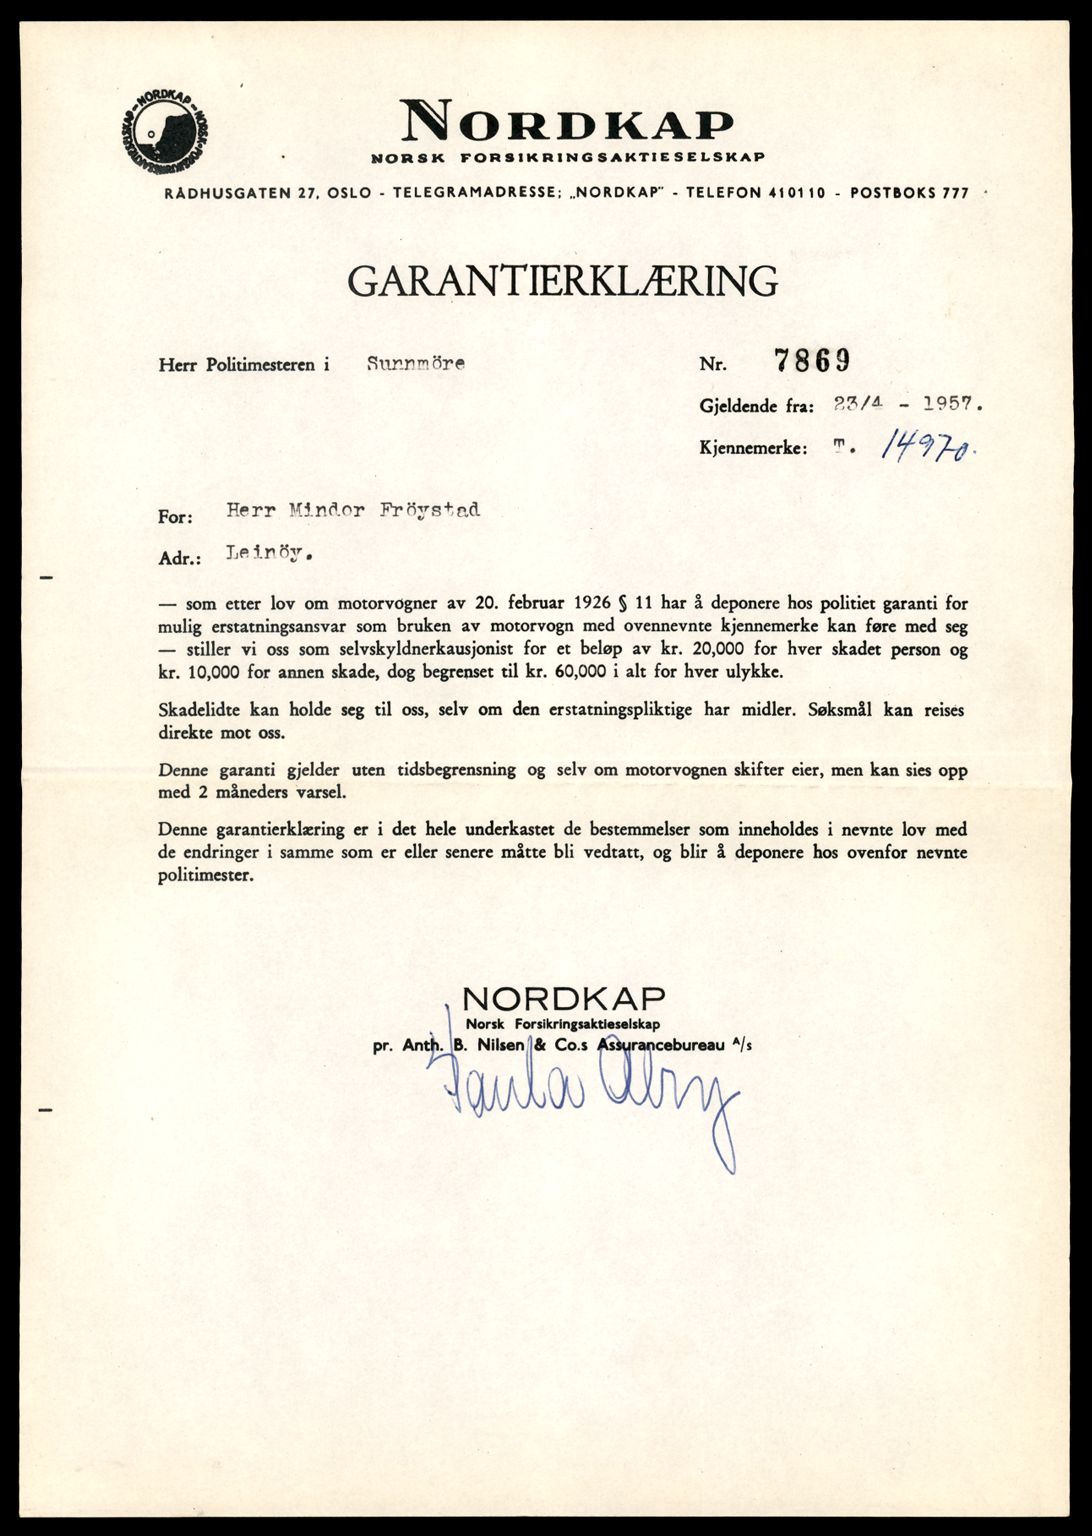 NORDKAP
NORSK FORSIKRINGSAKTIESELSKAP
RÅDHUSGATEN 27, OSLO - TELEGRAMADRESSE; „NORDKAP" - TELEFON 410110 - POSTBOKS 777
GARANTIERKLÆRING
Herr Politimesteren i Sunnmöre
Nr. 7869
Gjeldende fra: 23/4 - 1957.
Kjennemerke: T. 14970.
For: Herr Mindor Fröystad
Adr.: Leinöy.
— som etter lov om motorvogner av 20. februar 1926 § 11 har å deponere hos politiet garanti for
mulig erstatningsansvar som bruken av motorvogn med ovennevnte kjennemerke kan føre med seg
— stiller vi oss som selvskyldnerkausjonist for et beløp av kr. 20,000 for hver skadet person og
kr. 10,000 for annen skade, dog begrenset til kr. 60,000 i alt for hver ulykke.
Skadelidte kan holde seg til oss, selv om den erstatningspliktige har midler. Søksmål kan reises
direkte mot oss.
Denne garanti gjelder uten tidsbegrensning og selv om motorvognen skifter eier, men kan sies opp
med 2 måneders varsel.
Denne garantierklæring er i det hele underkastet de bestemmelser som inneholdes i nevnte lov med
de endringer i samme som er eller senere måtte bli vedtatt, og blir å deponere hos ovenfor nevnte
politimester.
NORDKAP
Norsk Forsikringsaktieselskap
pr. Anth. B. Nilsen & Co.s Assurancebureau A/s
Paula